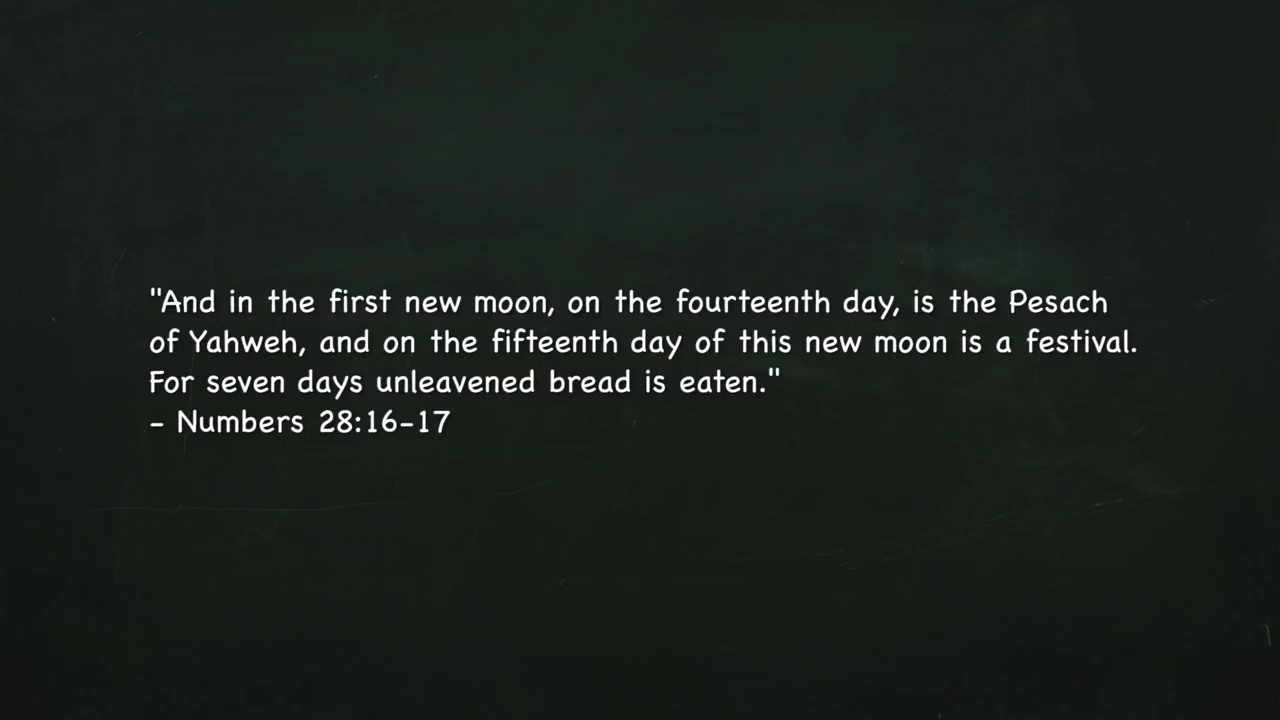 "And in the first new moon, on the fourteenth day, is the Pesach
of Yahweh, and on the fifteenth day of this new moon is a festival.
For seven days unleavened bread is eaten."
- Numbers 28:16-17